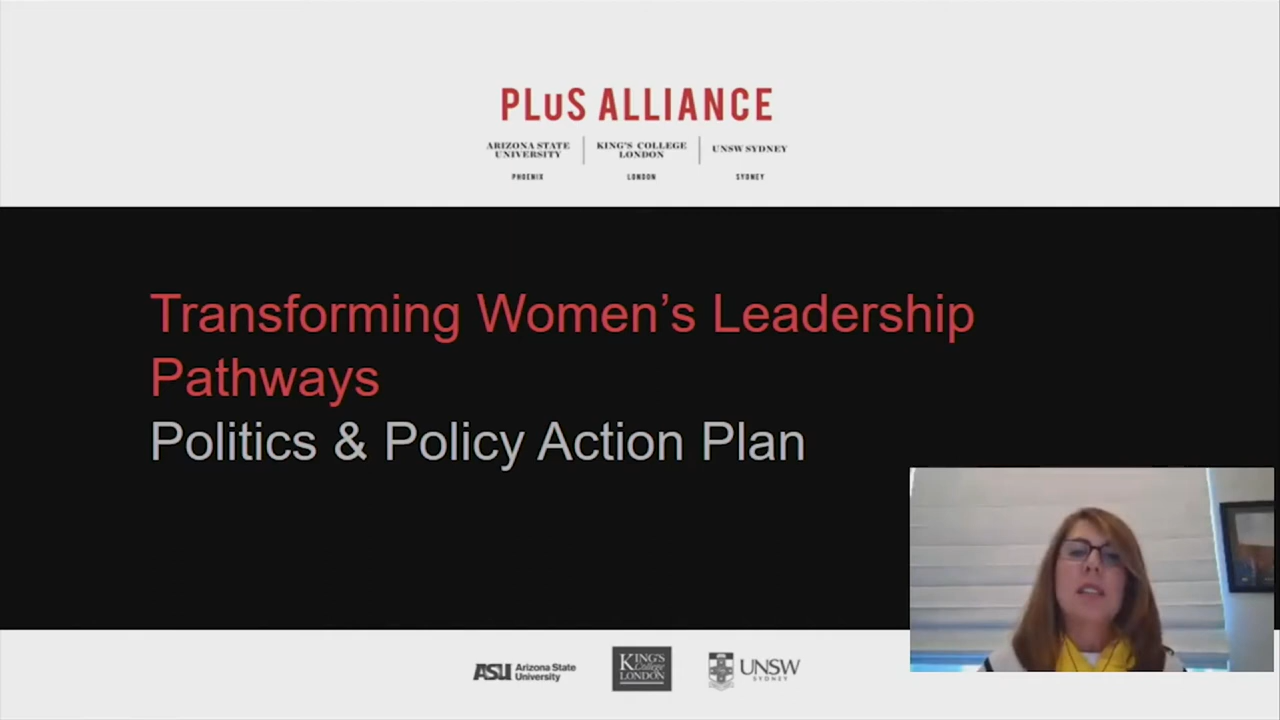 PLuS ALLIANCE
ARIZONA STATE UNIVERSITY
KING'S COLLEGE LONDON
UNSW SYDNEY
PHOENIX
LONDON
SYDNEY
Transforming Women’s Leadership
Pathways
Politics & Policy Action Plan
ASU Arizona State University
KING'S College LONDON
UNSW SYDNEY